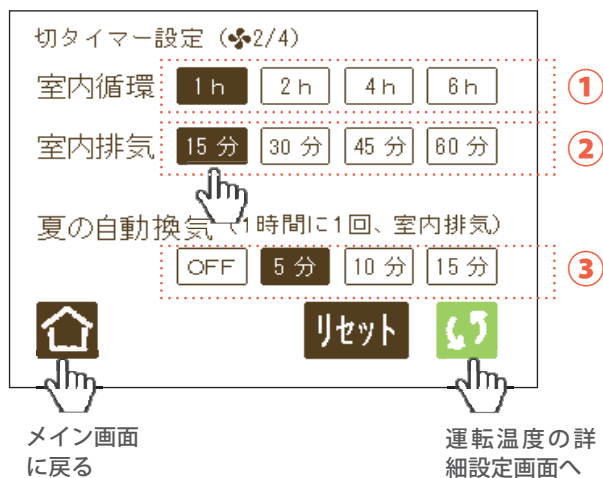 切タイマー設定 (2/4)
室内循環 1h 2h 4h 6h ①
室内排気 15分 30分 45分 60分 ②
夏の自動換気(1時間に1回、室内排気)
OFF 5分 10分 15分 ③
リセット
メイン画面
に戻る
運転温度の詳
細設定画面へ